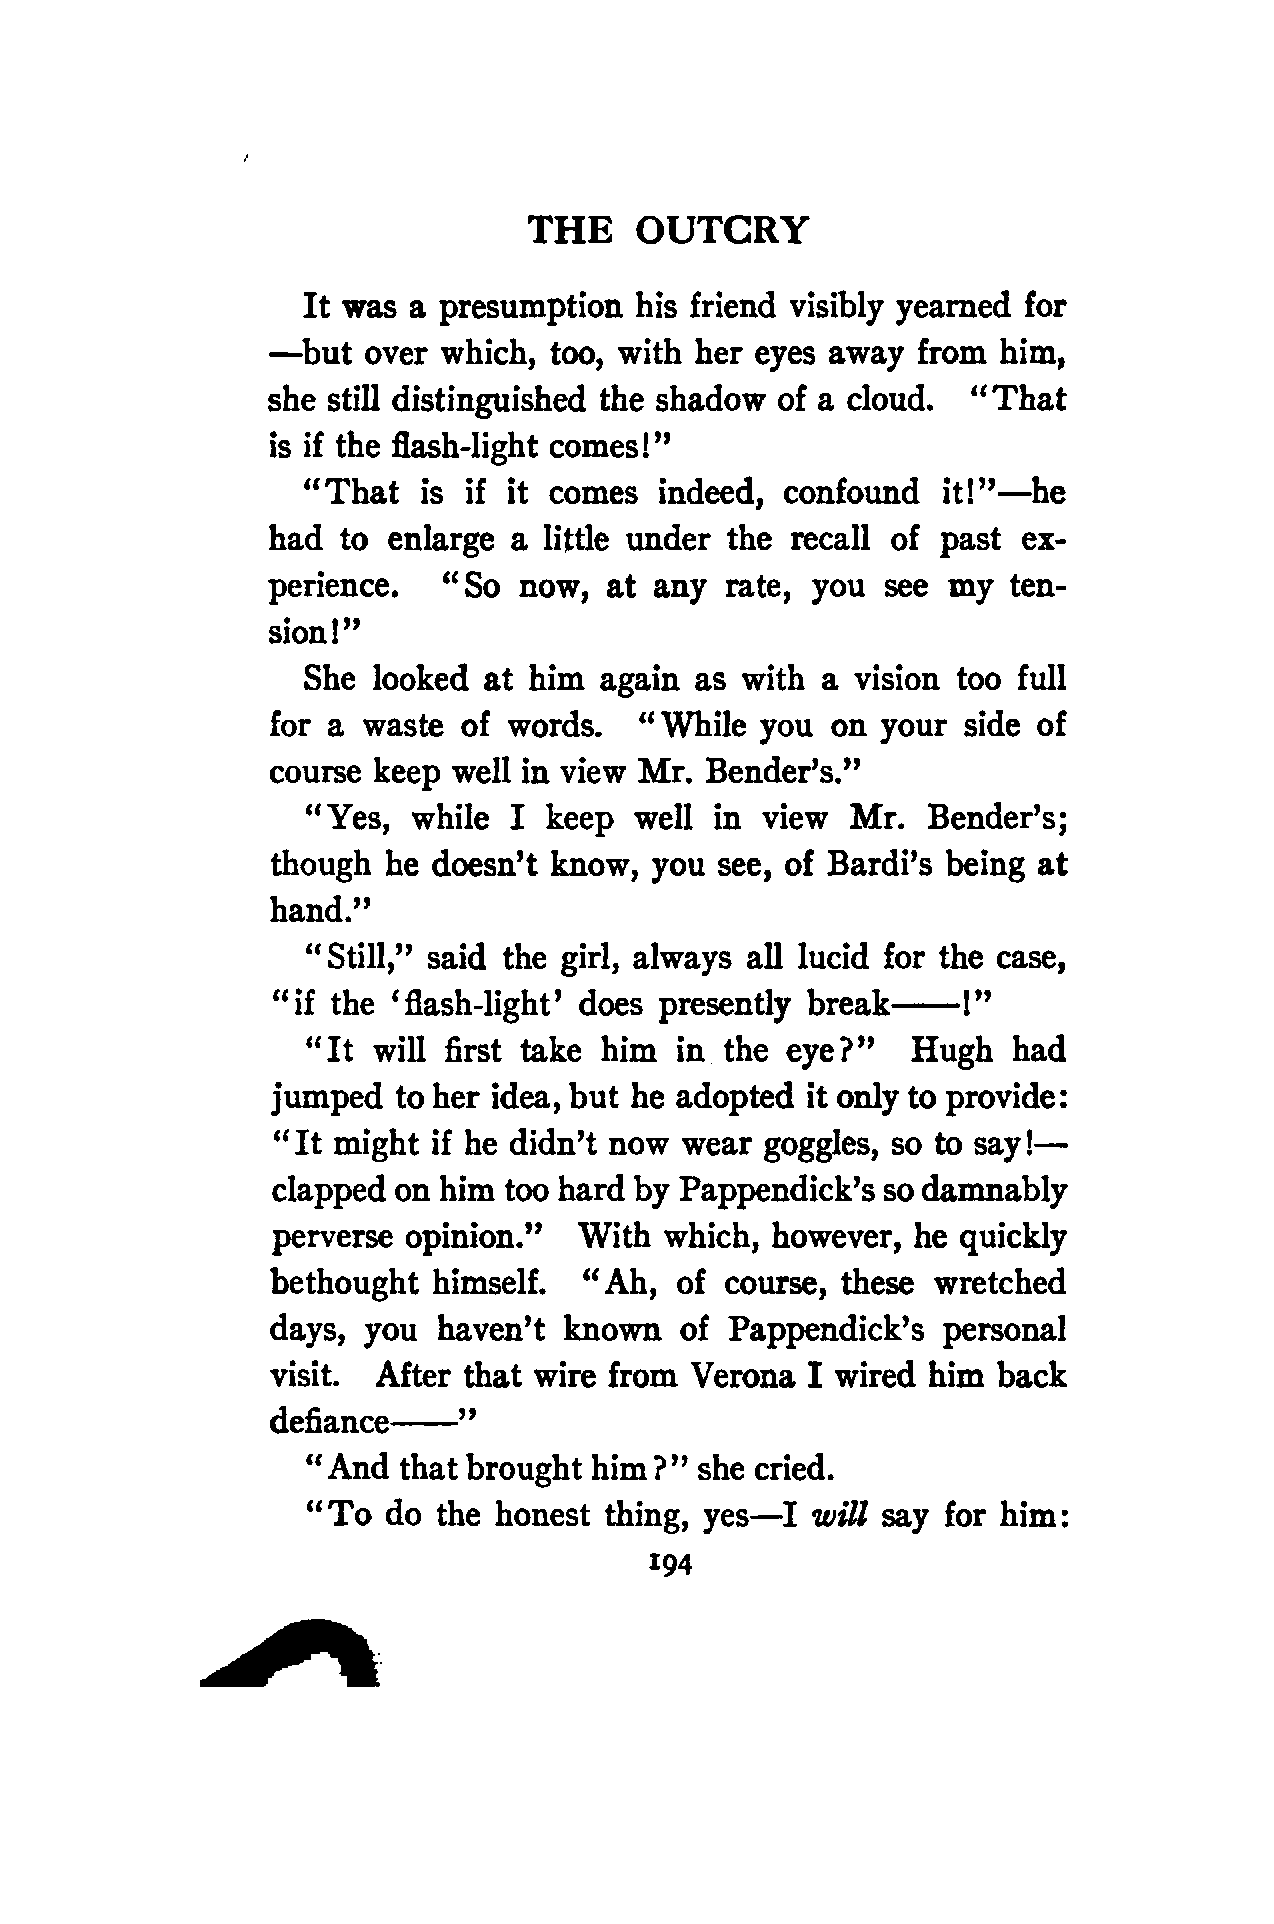 THE OUTCRY
It was a presumption his friend visibly yearned for
—but over which, too, with her eyes away from him,
she still distinguished the shadow of a cloud. "That
is if the flash-light comes!"
"That is if it comes indeed, confound it!"—he
had to enlarge a little under the recall of past ex-
perience. "So now, at any rate, you see my ten-
sion!"
She looked at him again as with a vision too full
for a waste of words. "While you on your side of
course keep well in view Mr. Bender's."
"Yes, while I keep well in view Mr. Bender's;
though he doesn't know, you see, of Bardi's being at
hand."
"Still," said the girl, always all lucid for the case,
"if the 'flash-light' does presently break——!"
"It will first take him in the eye?" Hugh had
jumped to her idea, but he adopted it only to provide:
"It might if he didn't now wear goggles, so to say!—
clapped on him too hard by Pappendick's so damnably
perverse opinion." With which, however, he quickly
bethought himself. "Ah, of course, these wretched
days, you haven't known of Pappendick's personal
visit. After that wire from Verona I wired him back
defiance——"
"And that brought him?" she cried.
"To do the honest thing, yes—I will say for him:
194